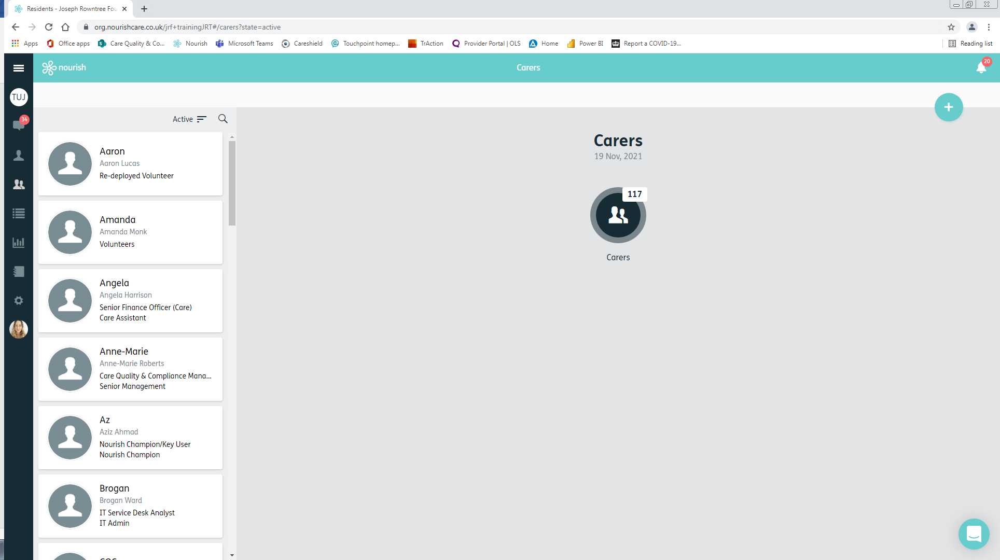 Residents - Joseph Rowntree Fou
org.nourishcare.co.uk/jrf+trainingJRT#/carers?state=active
Apps
Office apps
Care Quality & Co...
Nourish
Microsoft Teams
Careshield
Touchpoint homep...
TrAction
Provider Portal | OLS
Home
Power BI
Report a COVID-19...
Reading list
nourish
Carers
20
TUJ
34
Active
Aaron
Aaron Lucas
Re-deployed Volunteer
Amanda
Amanda Monk
Volunteers
Angela
Angela Harrison
Senior Finance Officer (Care)
Care Assistant
Anne-Marie
Anne-Marie Roberts
Care Quality & Compliance Mana...
Senior Management
Az
Aziz Ahmad
Nourish Champion/Key User
Nourish Champion
Brogan
Brogan Ward
IT Service Desk Analyst
IT Admin
Carers
19 Nov, 2021
117
Carers